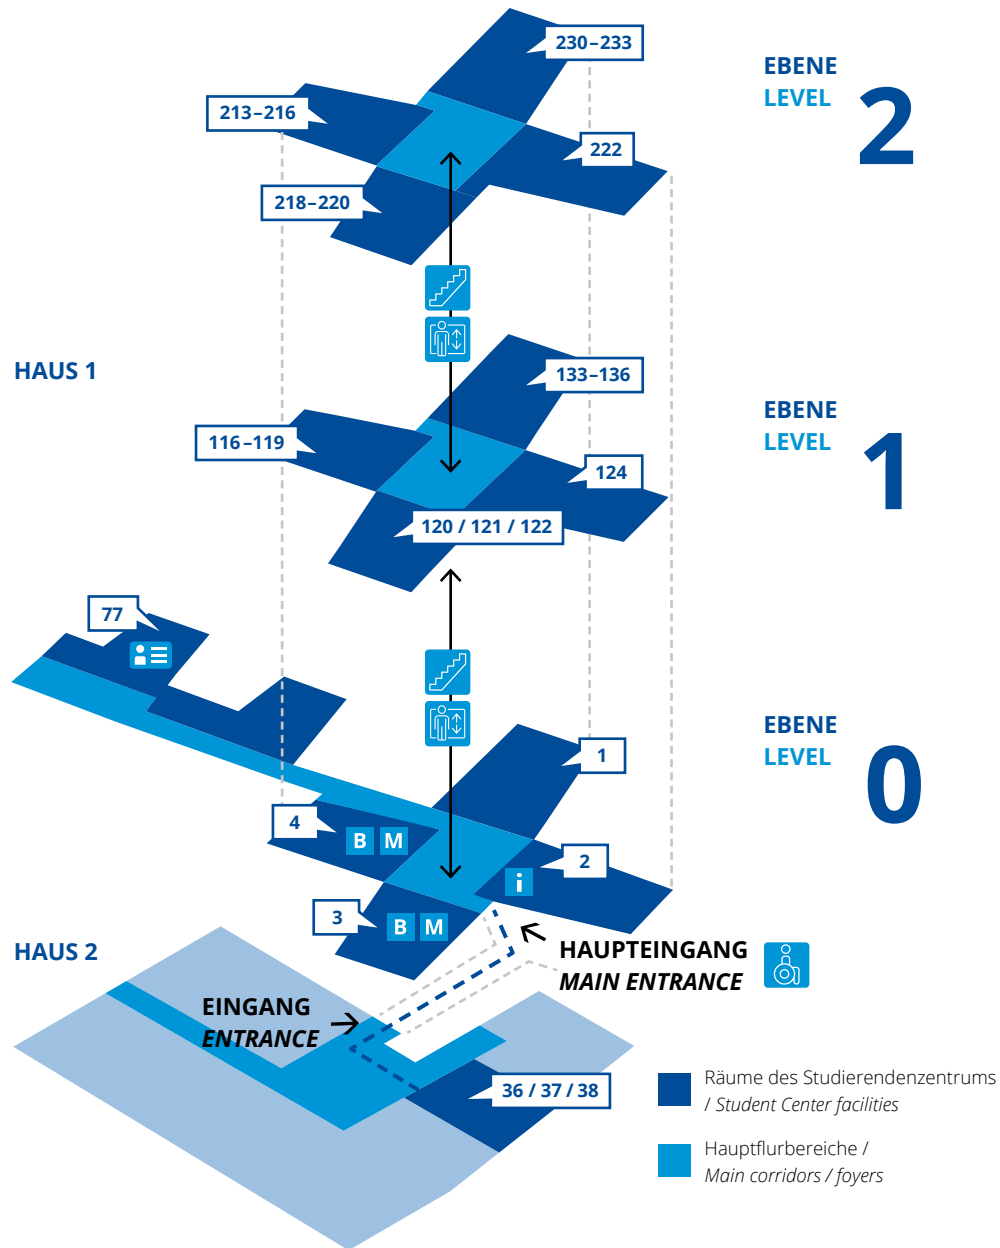 230–233
EBENE
LEVEL
2
213–216
222
218–220
HAUS 1
133–136
EBENE
LEVEL
1
116–119
124
120 / 121 / 122
77
EBENE
LEVEL
0
1
4
B M
2
i
3
B M
HAUS 2
HAUPTEINGANG
MAIN ENTRANCE
EINGANG
ENTRANCE
36 / 37 / 38
Räume des Studierendenzentrums
/ Student Center facilities
Hauptflurbereiche /
Main corridors / foyers